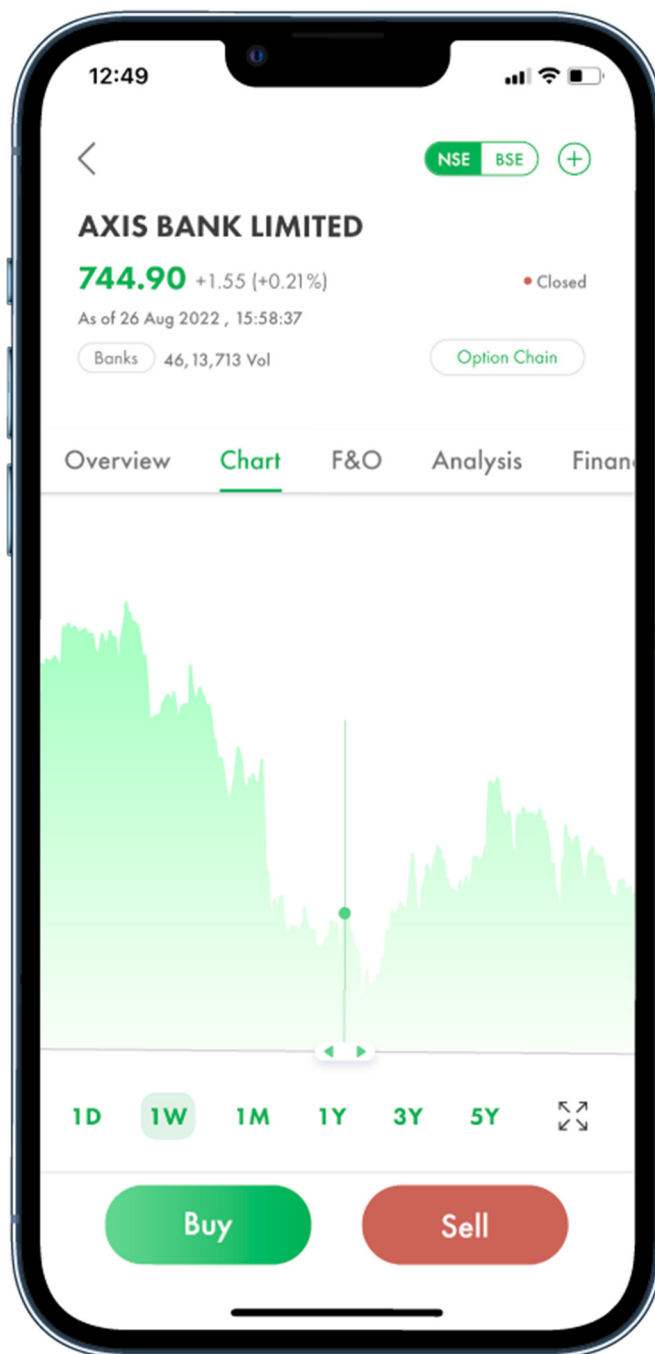 12:49
NSE BSE
AXIS BANK LIMITED
744.90 +1.55 (+0.21%)
Closed
As of 26 Aug 2022 , 15:58:37
Banks 46,13,713 Vol
Option Chain
Overview Chart F&O Analysis Finan
1D 1W 1M 1Y 3Y 5Y
Buy Sell